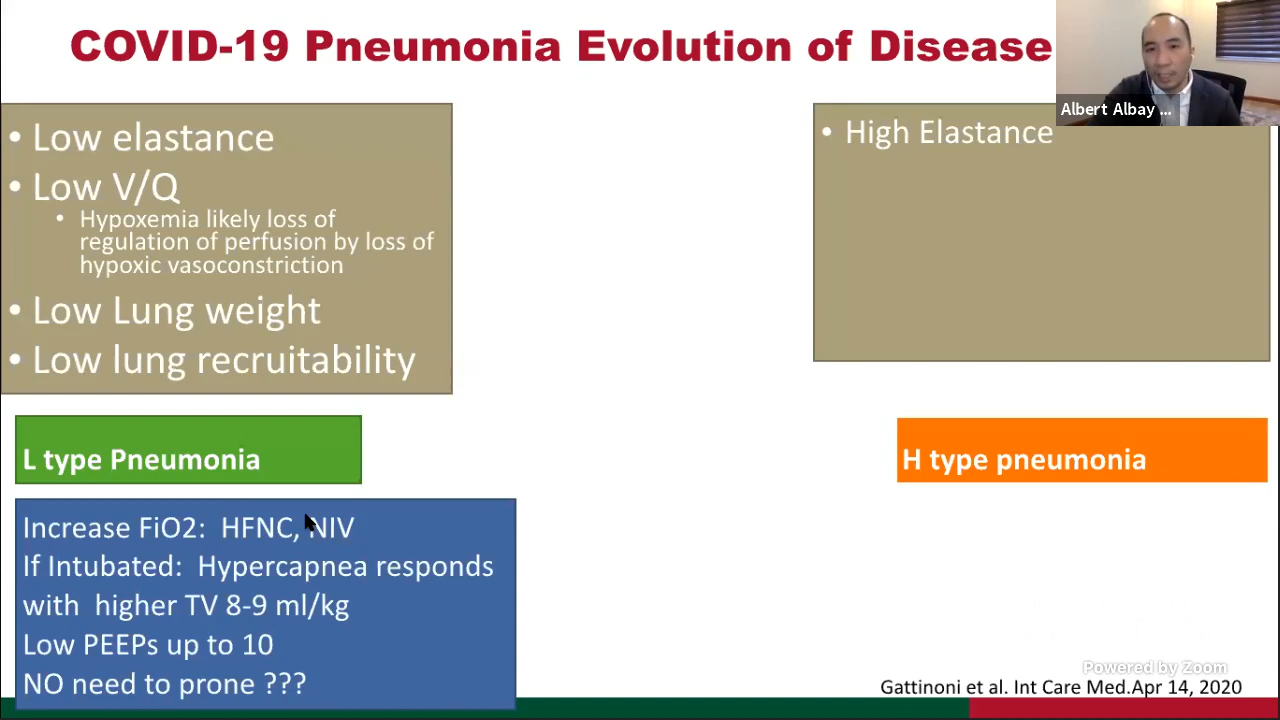 COVID-19 Pneumonia Evolution of Disease
Albert Albay ...
• Low elastance
• Low V/Q
• Hypoxemia likely loss of
regulation of perfusion by loss of
hypoxic vasoconstriction
• Low Lung weight
• Low lung recruitability
• High Elastance
L type Pneumonia
H type pneumonia
Increase FiO2: HFNC, NIV
If Intubated: Hypercapnea responds
with higher TV 8-9 ml/kg
Low PEEPs up to 10
NO need to prone ???
Powered by Zoom
Gattinoni et al. Int Care Med.Apr 14, 2020